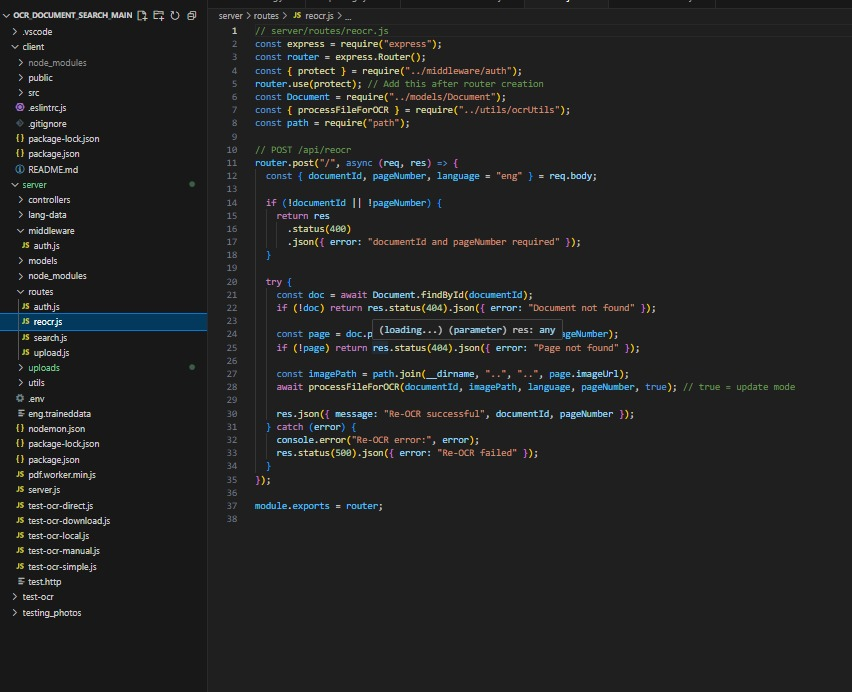 OCR_DOCUMENT_SEARCH_MAIN
.vscode
client
node_modules
public
src
.eslintrc.js
.gitignore
package-lock.json
package.json
README.md
server
controllers
lang-data
middleware
auth.js
models
node_modules
routes
auth.js
reocr.js
search.js
upload.js
uploads
utils
.env
eng.traineddata
nodemon.json
package-lock.json
package.json
pdf.worker.min.js
server.js
test-ocr-direct.js
test-ocr-download.js
test-ocr-local.js
test-ocr-manual.js
test-ocr-simple.js
test.http
test-ocr
testing_photos
server > routes > JS reocr.js > ...
1 // server/routes/reocr.js
2 const express = require("express");
3 const router = express.Router();
4 const { protect } = require("../middleware/auth");
5 router.use(protect); // Add this after router creation
6 const Document = require("../models/Document");
7 const { processFileForOCR } = require("../utils/ocrUtils");
8 const path = require("path");
9
10 // POST /api/reocr
11 router.post("/", async (req, res) => {
12 const { documentId, pageNumber, language = "eng" } = req.body;
13
14 if (!documentId || !pageNumber) {
15 return res
16 .status(400)
17 .json({ error: "documentId and pageNumber required" });
18 }
19
20 try {
21 const doc = await Document.findById(documentId);
22 if (!doc) return res.status(404).json({ error: "Document not found" });
23
(loading...) (parameter) res: any
24 const page = doc.p ageNumber);
25 if (!page) return res.status(404).json({ error: "Page not found" });
26
27 const imagePath = path.join(__dirname, "..", "..", page.imageUrl);
28 await processFileForOCR(documentId, imagePath, language, pageNumber, true); // true = update mode
29
30 res.json({ message: "Re-OCR successful", documentId, pageNumber });
31 } catch (error) {
32 console.error("Re-OCR error:", error);
33 res.status(500).json({ error: "Re-OCR failed" });
34 }
35 });
36
37 module.exports = router;
38